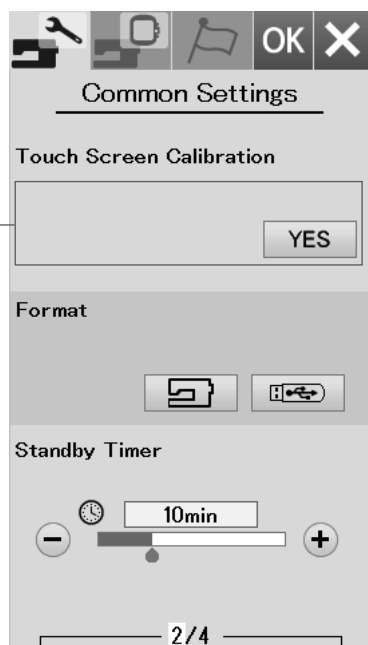 OK
Common Settings
Touch Screen Calibration
YES
Format
Standby Timer
10min
2/4